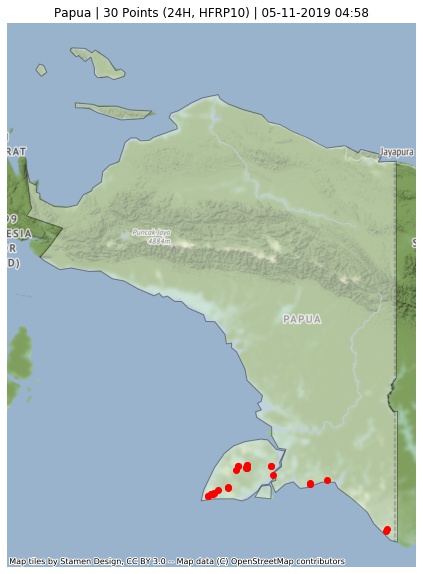 Papua | 30 Points (24H, HFRP10) | 05-11-2019 04:58
Jayapura
RAT
9
ESIA
R
D)
Puncak Jaya
4884m
S
PAPUA
Map tiles by Stamen Design, CC BY 3.0 -- Map data (C) OpenStreetMap contributors